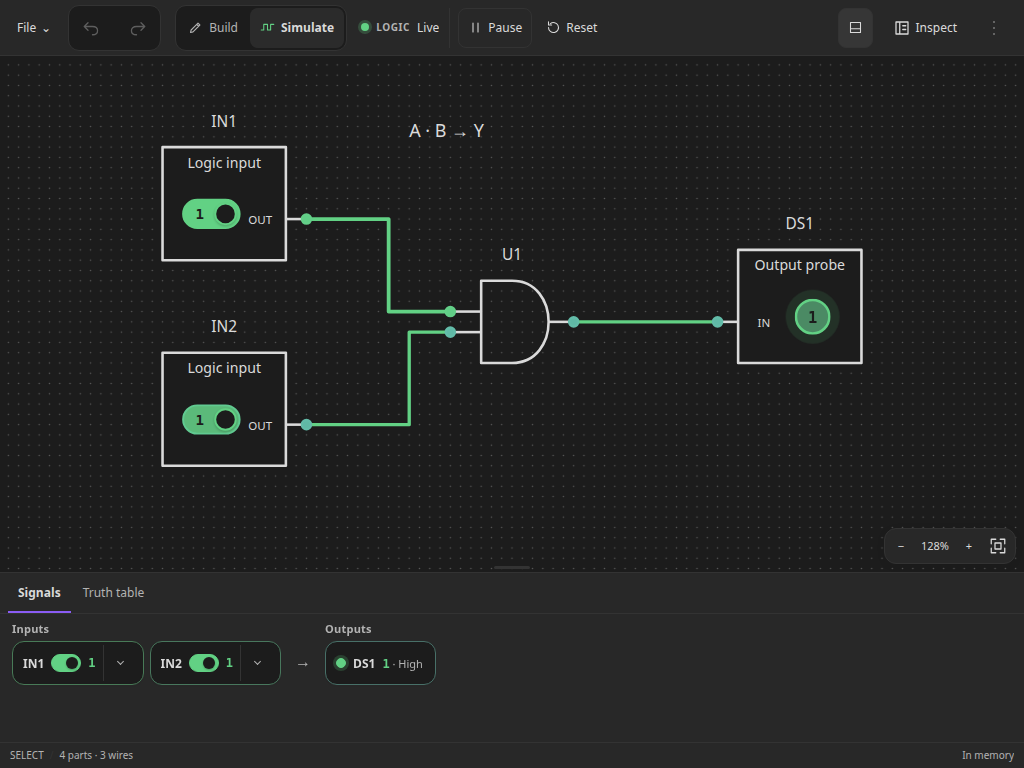 File
Build
Simulate
LOGIC Live
Pause
Reset
Inspect
IN1
A · B → Y
Logic input
1
OUT
DS1
Output probe
IN
1
U1
IN2
Logic input
1
OUT
− 128% +
Signals
Truth table
Inputs
Outputs
IN1 1
IN2 1
→
DS1 1 · High
SELECT
4 parts · 3 wires
In memory